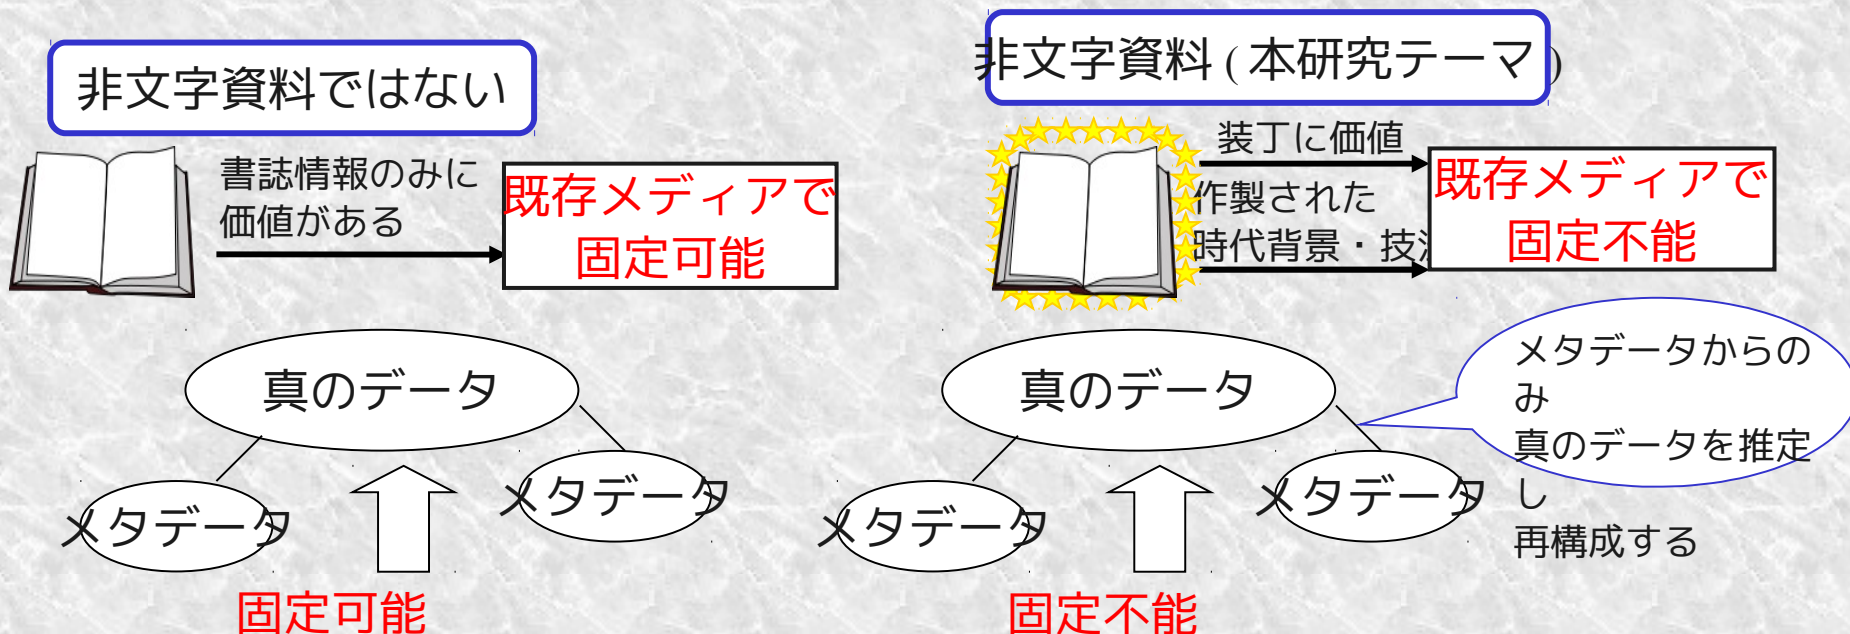 非文字資料ではない
書誌情報のみに
価値がある
既存メディアで
固定可能
真のデータ
メタデータ
メタデータ
固定可能
非文字資料 ( 本研究テーマ )
装丁に価値
作製された
時代背景・技
既存メディアで
固定不能
真のデータ
メタデータ
メタデータ
固定不能
メタデータからの
み
真のデータを推定
し
再構成する